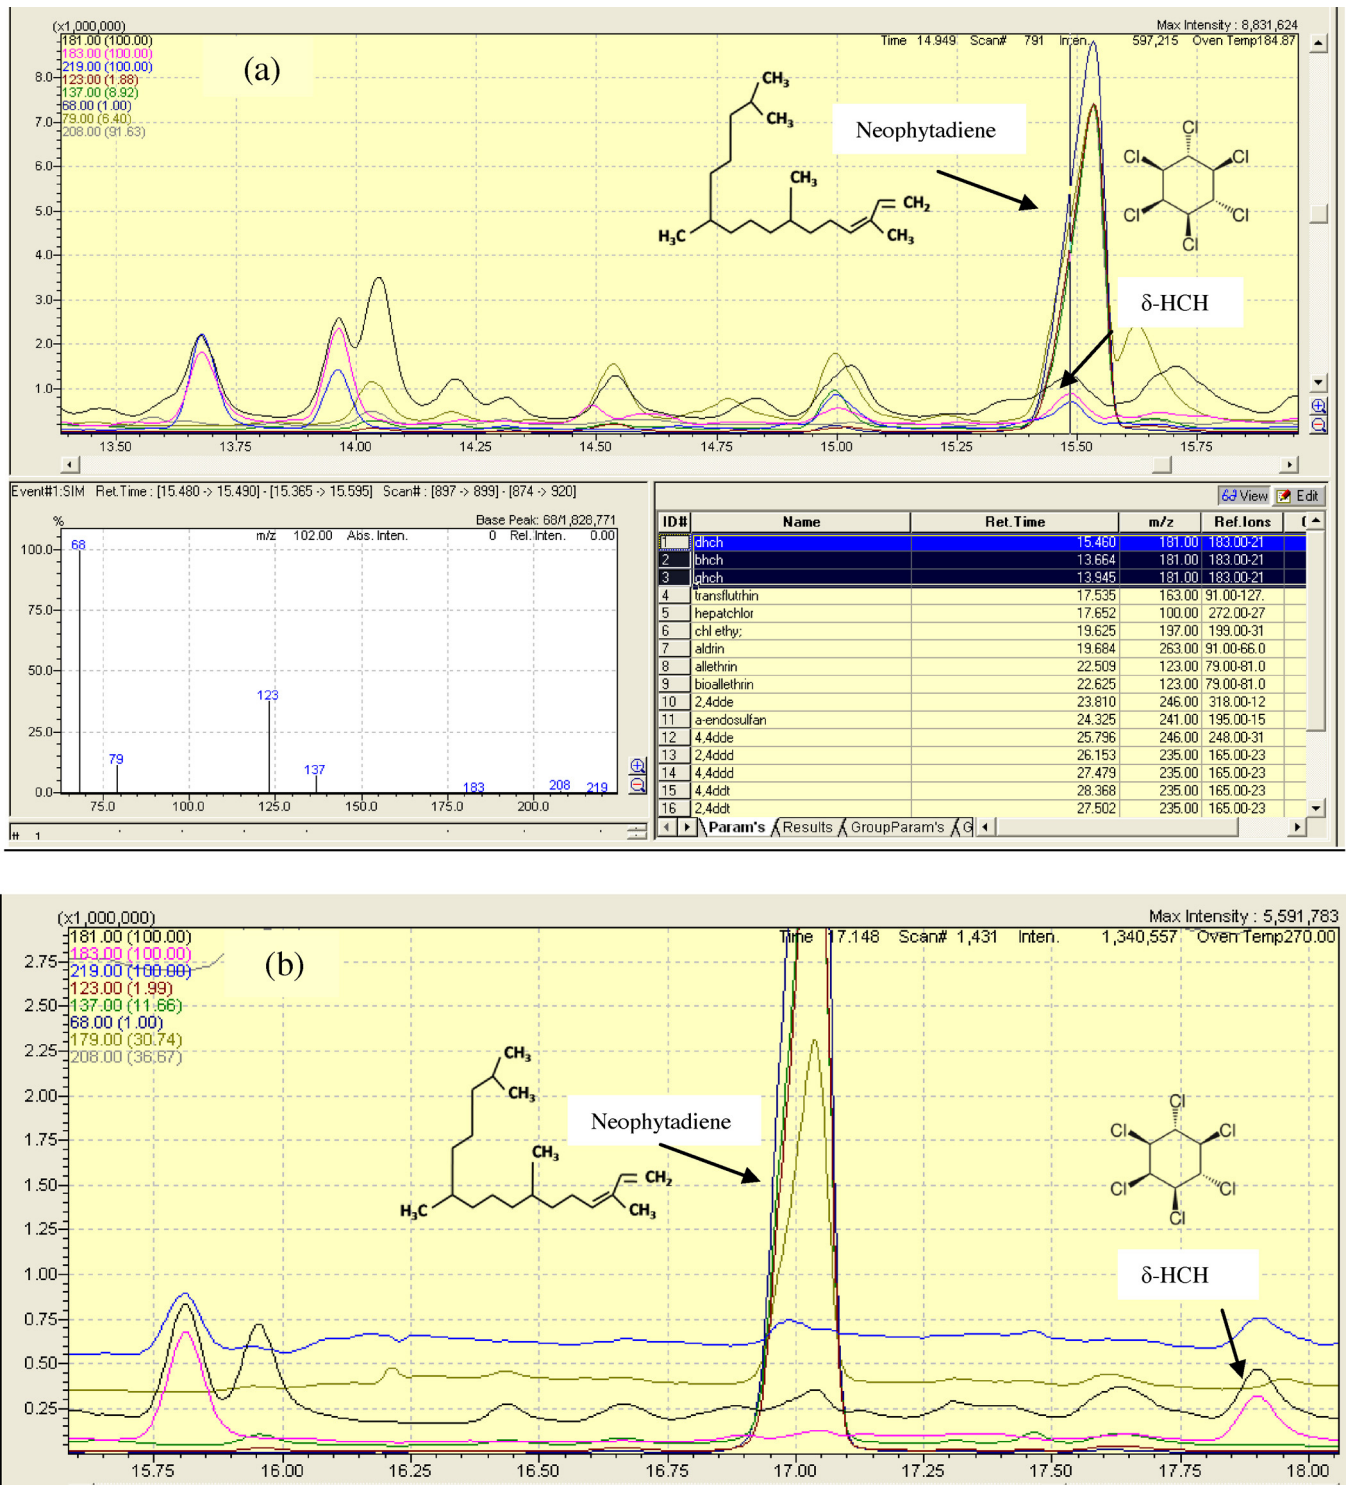 (x1,000,000)
Max Intensity : 8,831,624
Time 14.949 Scan# 791 Inten. 597,215 Oven Temp184.87
181.00 (100.00)
183.00 (100.00)
219.00 (100.00)
123.00 (1.88)
137.00 (8.92)
68.00 (1.00)
79.00 (6.40)
208.00 (91.63)
(a)
8.0
7.0
6.0
5.0
4.0
3.0
2.0
1.0
CH₃
CH₃
CH₃
CH₂
H₃C
CH₃
Neophytadiene
Cl
Cl Cl
Cl Cl
Cl
δ-HCH
13.50 13.75 14.00 14.25 14.50 14.75 15.00 15.25 15.50 15.75
Event#1:SIM Ret.Time : [15.480 -> 15.490] - [15.365 -> 15.595] Scan# : [897 -> 899] - [874 -> 920]
%
Base Peak: 68/1,828,771
m/z 102.00 Abs. Inten. 0 Rel. Inten. 0.00
100.0
75.0
50.0
25.0
0.0
68
79
123
137
183
208
219
75.0 100.0 125.0 150.0 175.0 200.0
# 1
View Edit
ID# Name Ret.Time m/z Ref.Ions
1 dhch 15.460 181.00 183.00-21
2 bhch 13.664 181.00 183.00-21
3 ghch 13.945 181.00 183.00-21
4 transflutrhin 17.535 163.00 91.00-127.
5 hepatchlor 17.652 100.00 272.00-27
6 chl ethy; 19.625 197.00 199.00-31
7 aldrin 19.684 263.00 91.00-66.0
8 allethrin 22.509 123.00 79.00-81.0
9 bioallethrin 22.625 123.00 79.00-81.0
10 2,4dde 23.810 246.00 318.00-12
11 a-endosulfan 24.325 241.00 195.00-15
12 4,4dde 25.796 246.00 248.00-31
13 2,4ddd 26.153 235.00 165.00-23
14 4,4ddd 27.479 235.00 165.00-23
15 4,4ddt 28.368 235.00 165.00-23
16 2,4ddt 27.502 235.00 165.00-23
Param's Results GroupParam's G
(x1,000,000)
Max Intensity : 5,591,783
Time 17.148 Scan# 1,431 Inten. 1,340,557 Oven Temp270.00
181.00 (100.00)
183.00 (100.00)
219.00 (100.00)
123.00 (1.99)
137.00 (11.66)
68.00 (1.00)
179.00 (30.74)
208.00 (36.67)
(b)
2.75
2.50
2.25
2.00
1.75
1.50
1.25
1.00
0.75
0.50
0.25
CH₃
CH₃
CH₃
CH₂
H₃C
CH₃
Neophytadiene
Cl
Cl Cl
Cl Cl
Cl
δ-HCH
15.75 16.00 16.25 16.50 16.75 17.00 17.25 17.50 17.75 18.00